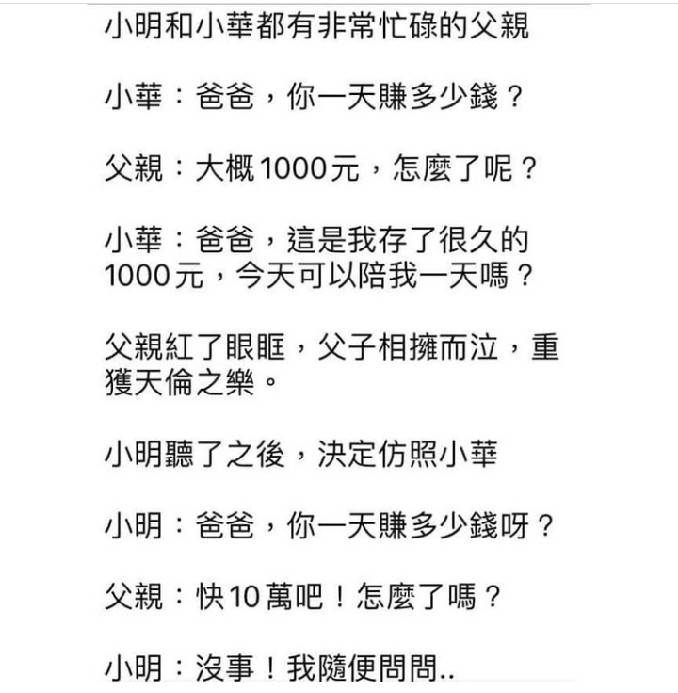 小明和小華都有非常忙碌的父親
小華：爸爸，你一天賺多少錢？
父親：大概1000元，怎麼了呢？
小華：爸爸，這是我存了很久的
1000元，今天可以陪我一天嗎？
父親紅了眼眶，父子相擁而泣，重
獲天倫之樂。
小明聽了之後，決定仿照小華
小明：爸爸，你一天賺多少錢呀？
父親：快10萬吧！怎麼了嗎？
小明：沒事！我隨便問問..